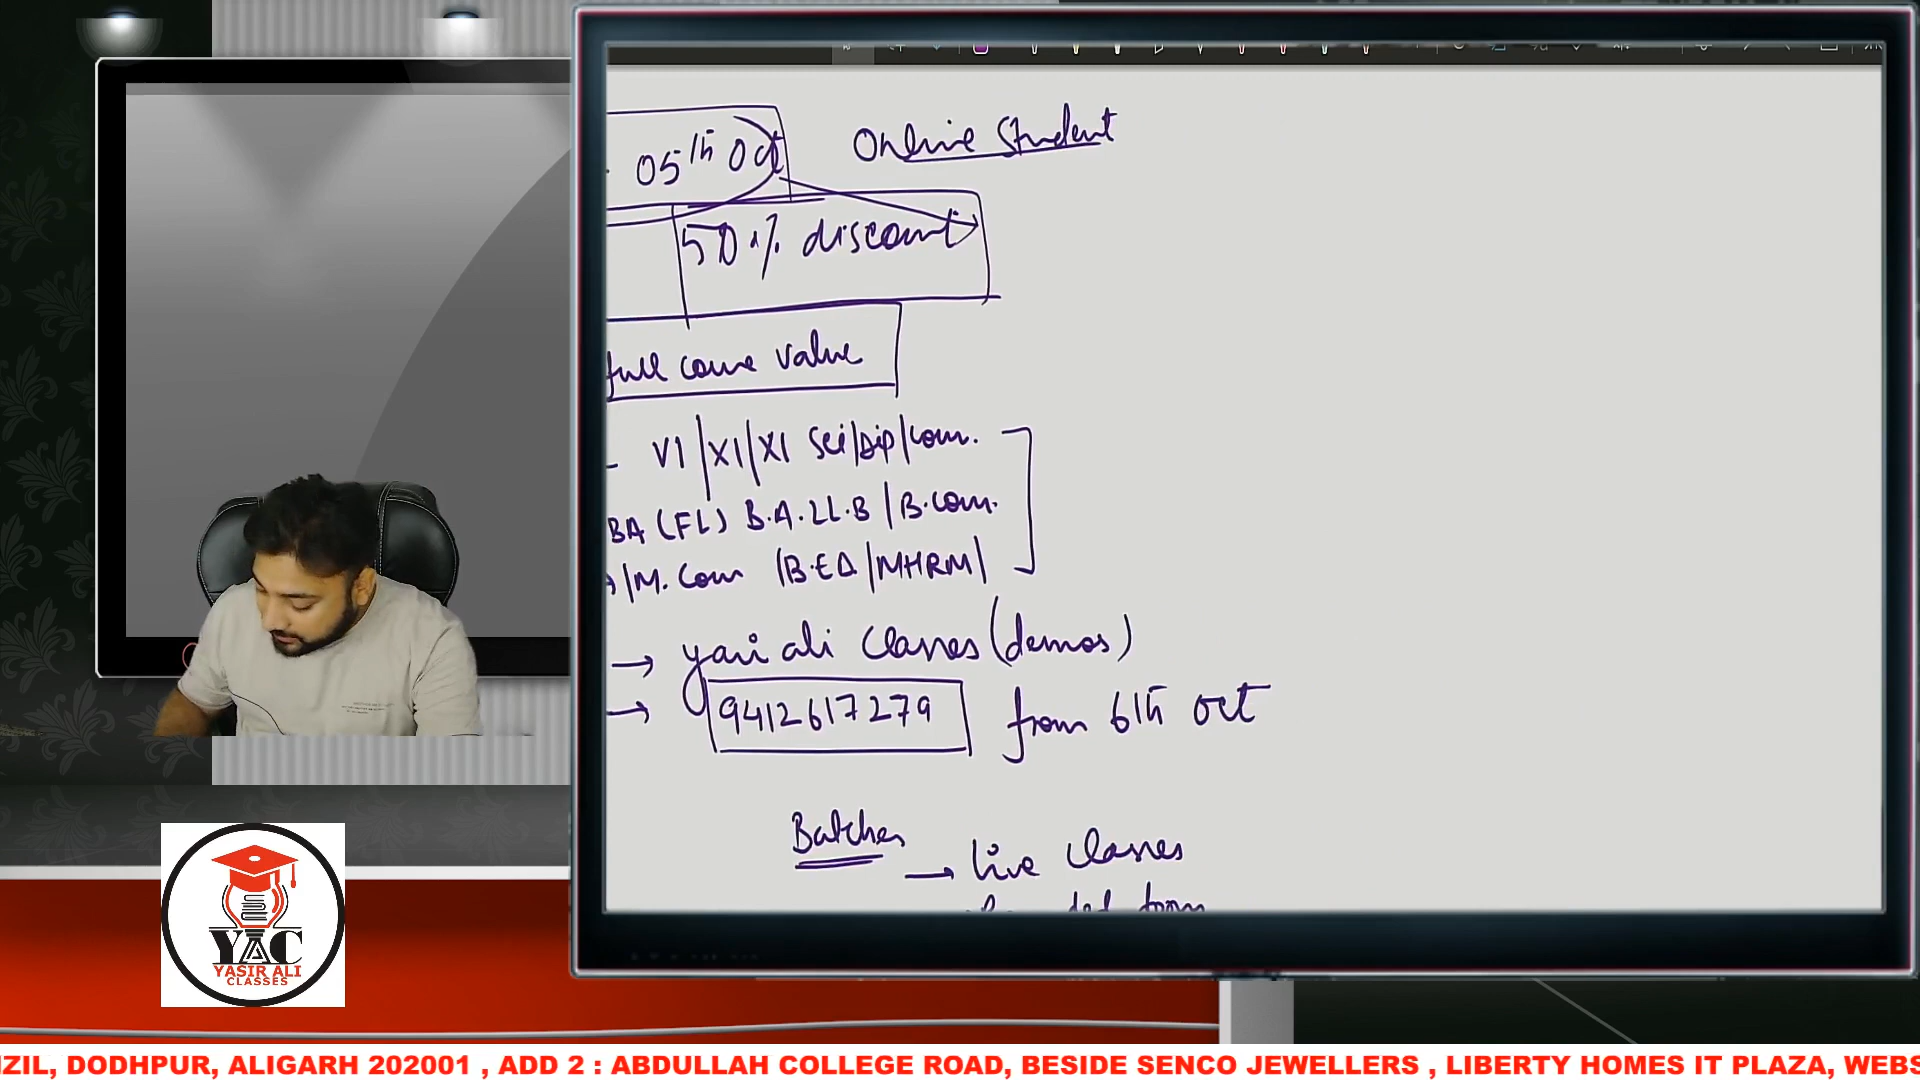 05th Oct
Online Student
50% discount
full course value
VI/XI/XI Sci/Dip/Com.
BA (FL) B.A.LL.B / B.Com.
/M. Com /B.Ed/MHRM/
→ yasir ali classes (demos)
→ 9412617279 from 6th oct
Batches
→ live classes
YAC
YASIR ALI
CLASSES
ZIL, DODHPUR, ALIGARH 202001 , ADD 2 : ABDULLAH COLLEGE ROAD, BESIDE SENCO JEWELLERS , LIBERTY HOMES IT PLAZA, WEBS